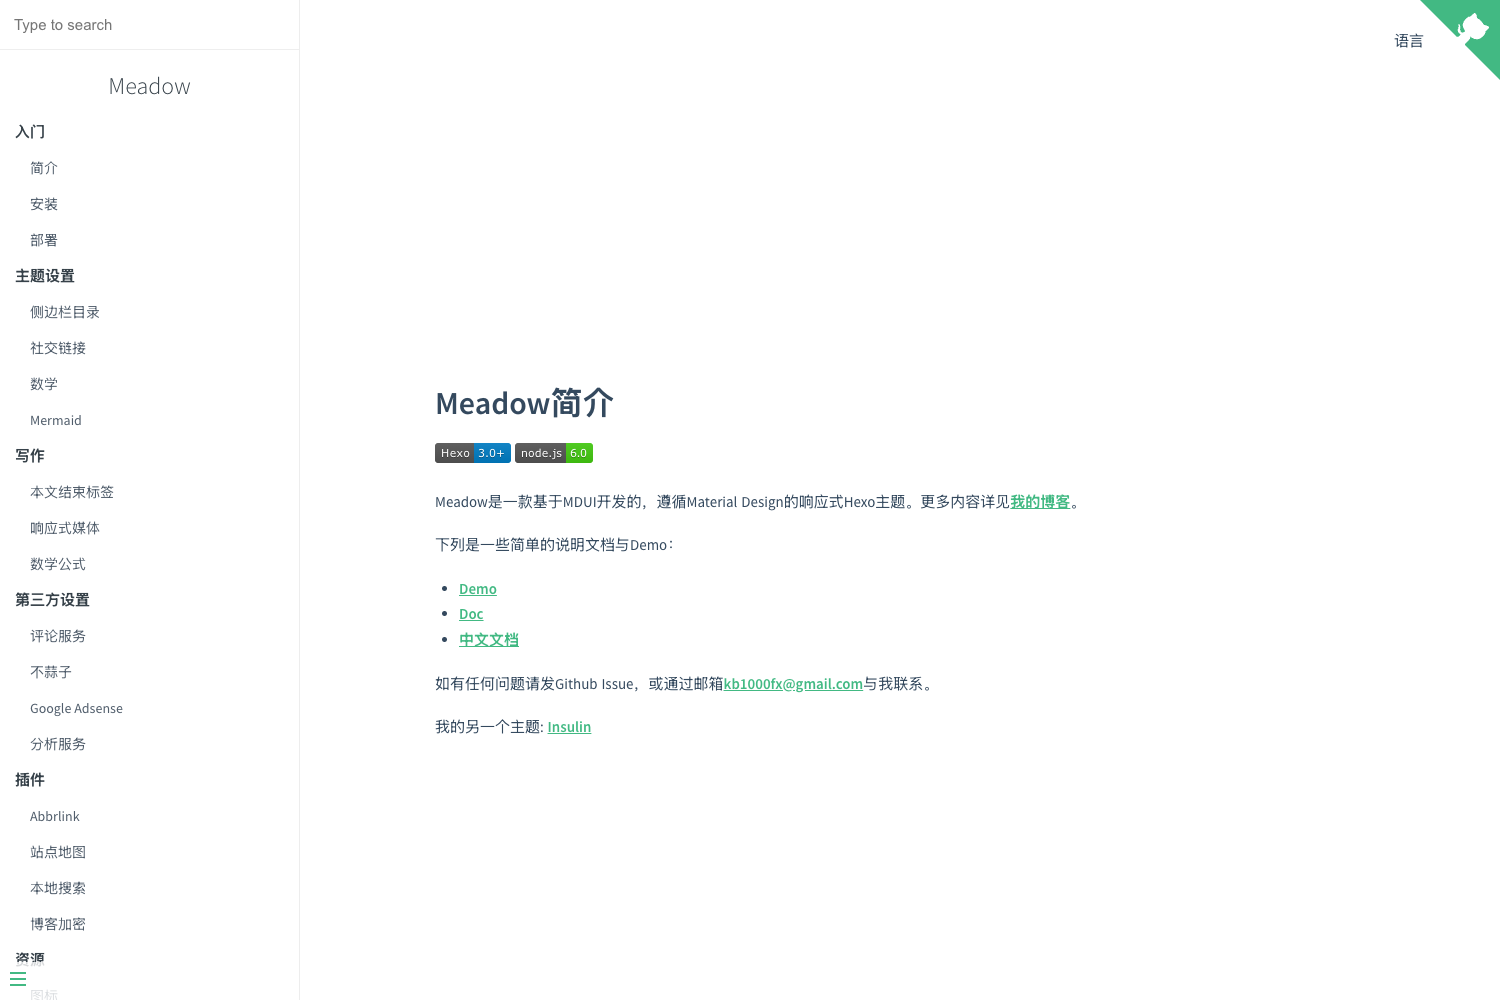 Type to search
Meadow
入门
简介
安装
部署
主题设置
侧边栏目录
社交链接
数学
Mermaid
写作
本文结束标签
响应式媒体
数学公式
第三方设置
评论服务
不蒜子
Google Adsense
分析服务
插件
Abbrlink
站点地图
本地搜索
博客加密
资源
图标
语言
Meadow简介
Hexo 3.0+ node.js 6.0
Meadow是一款基于MDUI开发的，遵循Material Design的响应式Hexo主题。更多内容详见我的博客。
下列是一些简单的说明文档与Demo：
Demo
Doc
中文文档
如有任何问题请发Github Issue，或通过邮箱kb1000fx@gmail.com与我联系。
我的另一个主题: Insulin